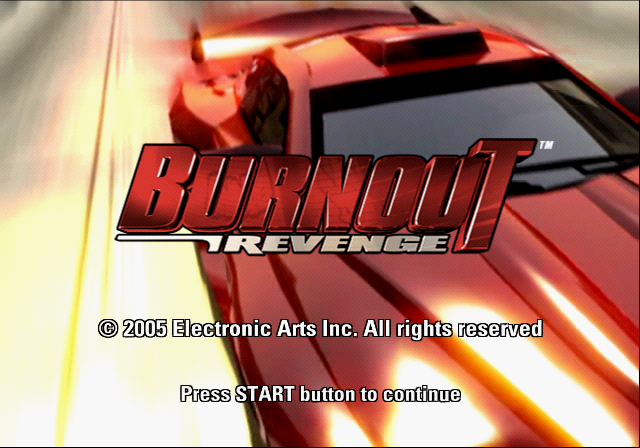 BURNOUT™
REVENGE
© 2005 Electronic Arts Inc. All rights reserved
Press START button to continue